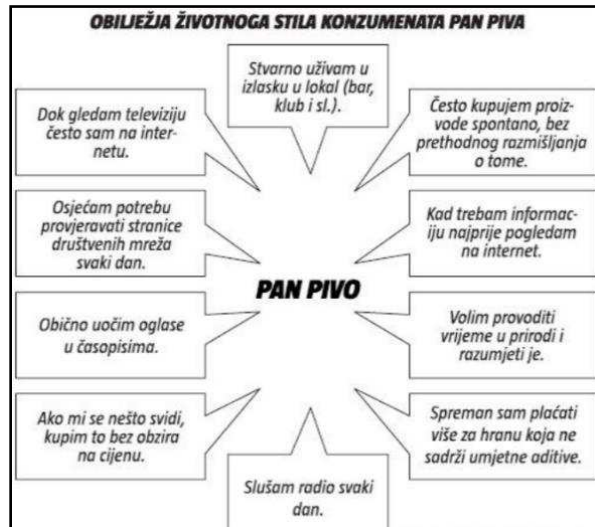 OBILJEŽJA ŽIVOTNOGA STILA KONZUMENATA PAN PIVA
Stvarno uživam u
izlasku u lokal (bar,
klub i sl.).
Dok gledam televiziju
često sam na inter-
netu.
Često kupujem proiz-
vode spontano, bez
prethodnog razmišljanja
o tome.
Osjećam potrebu
provjeravati stranice
društvenih mreža
svaki dan.
Kad trebam informac-
iju najprije pogledam
na internet.
PAN PIVO
Obično uočim oglase
u časopisima.
Volim provoditi
vrijeme u prirodi i
razumjeti je.
Ako mi se nešto svidi,
kupim to bez obzira
na cijenu.
Spreman sam plaćati
više za hranu koja ne
sadrži umjetne aditive.
Slušam radio svaki
dan.